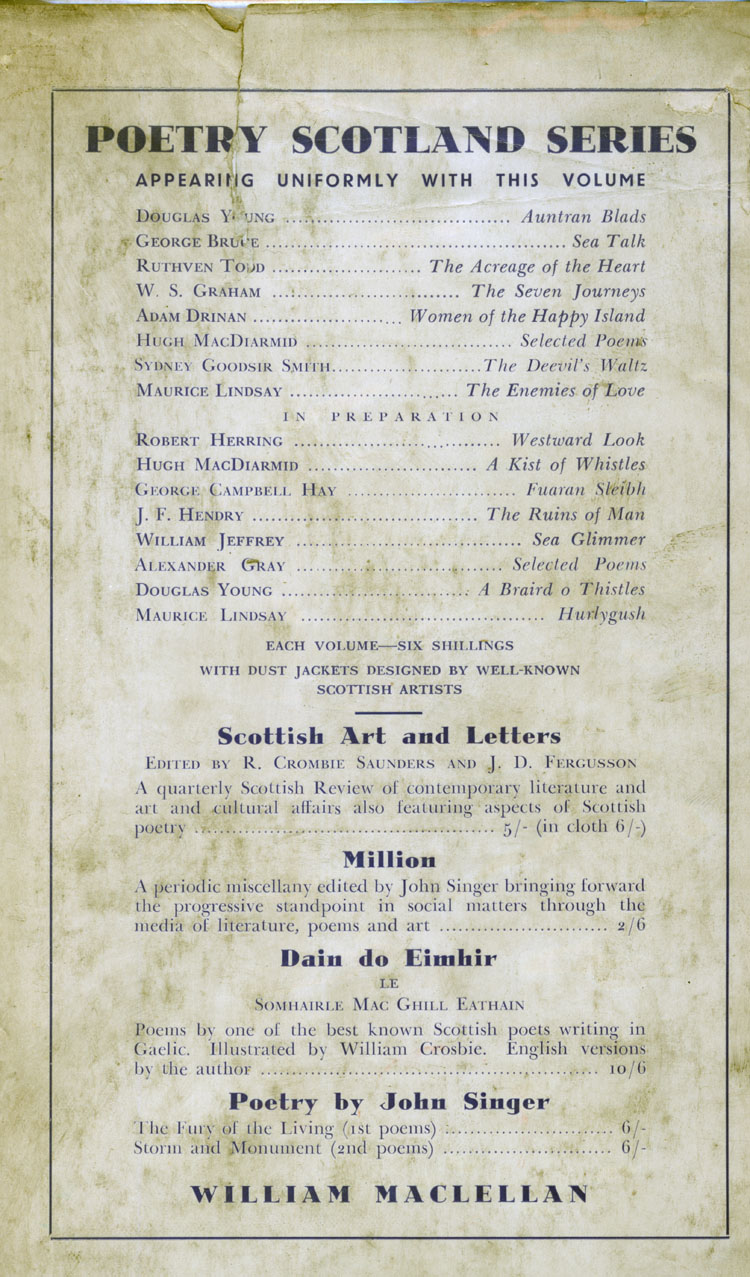 POETRY SCOTLAND SERIES
APPEARING UNIFORMLY WITH THIS VOLUME
Douglas Young ........ Auntran Blads
George Bruce ........ Sea Talk
Ruthven Todd ........ The Acreage of the Heart
W. S. Graham ........ The Seven Journeys
Adam Drinan ........ Women of the Happy Island
Hugh MacDiarmid ........ Selected Poems
Sydney Goodsir Smith ........ The Deevil's Waltz
Maurice Lindsay ........ The Enemies of Love
IN PREPARATION
Robert Herring ........ Westward Look
Hugh MacDiarmid ........ A Kist of Whistles
George Campbell Hay ........ Fuaran Sleibh
J. F. Hendry ........ The Ruins of Man
William Jeffrey ........ Sea Glimmer
Alexander Gray ........ Selected Poems
Douglas Young ........ A Braird o Thistles
Maurice Lindsay ........ Hurlygush
EACH VOLUME—SIX SHILLINGS
WITH DUST JACKETS DESIGNED BY WELL-KNOWN
SCOTTISH ARTISTS
Scottish Art and Letters
Edited by R. Crombie Saunders and J. D. Fergusson
A quarterly Scottish Review of contemporary literature and
art and cultural affairs also featuring aspects of Scottish
poetry ........ 5/- (in cloth 6/-)
Million
A periodic miscellany edited by John Singer bringing forward
the progressive standpoint in social matters through the
media of literature, poems and art ........ 2/6
Dain do Eimhir
LE
Somhairle Mac Ghill Eathain
Poems by one of the best known Scottish poets writing in
Gaelic. Illustrated by William Crosbie. English versions
by the author ........ 10/6
Poetry by John Singer
The Fury of the Living (1st poems) ........ 6/-
Storm and Monument (2nd poems) ........ 6/-
WILLIAM MACLELLAN